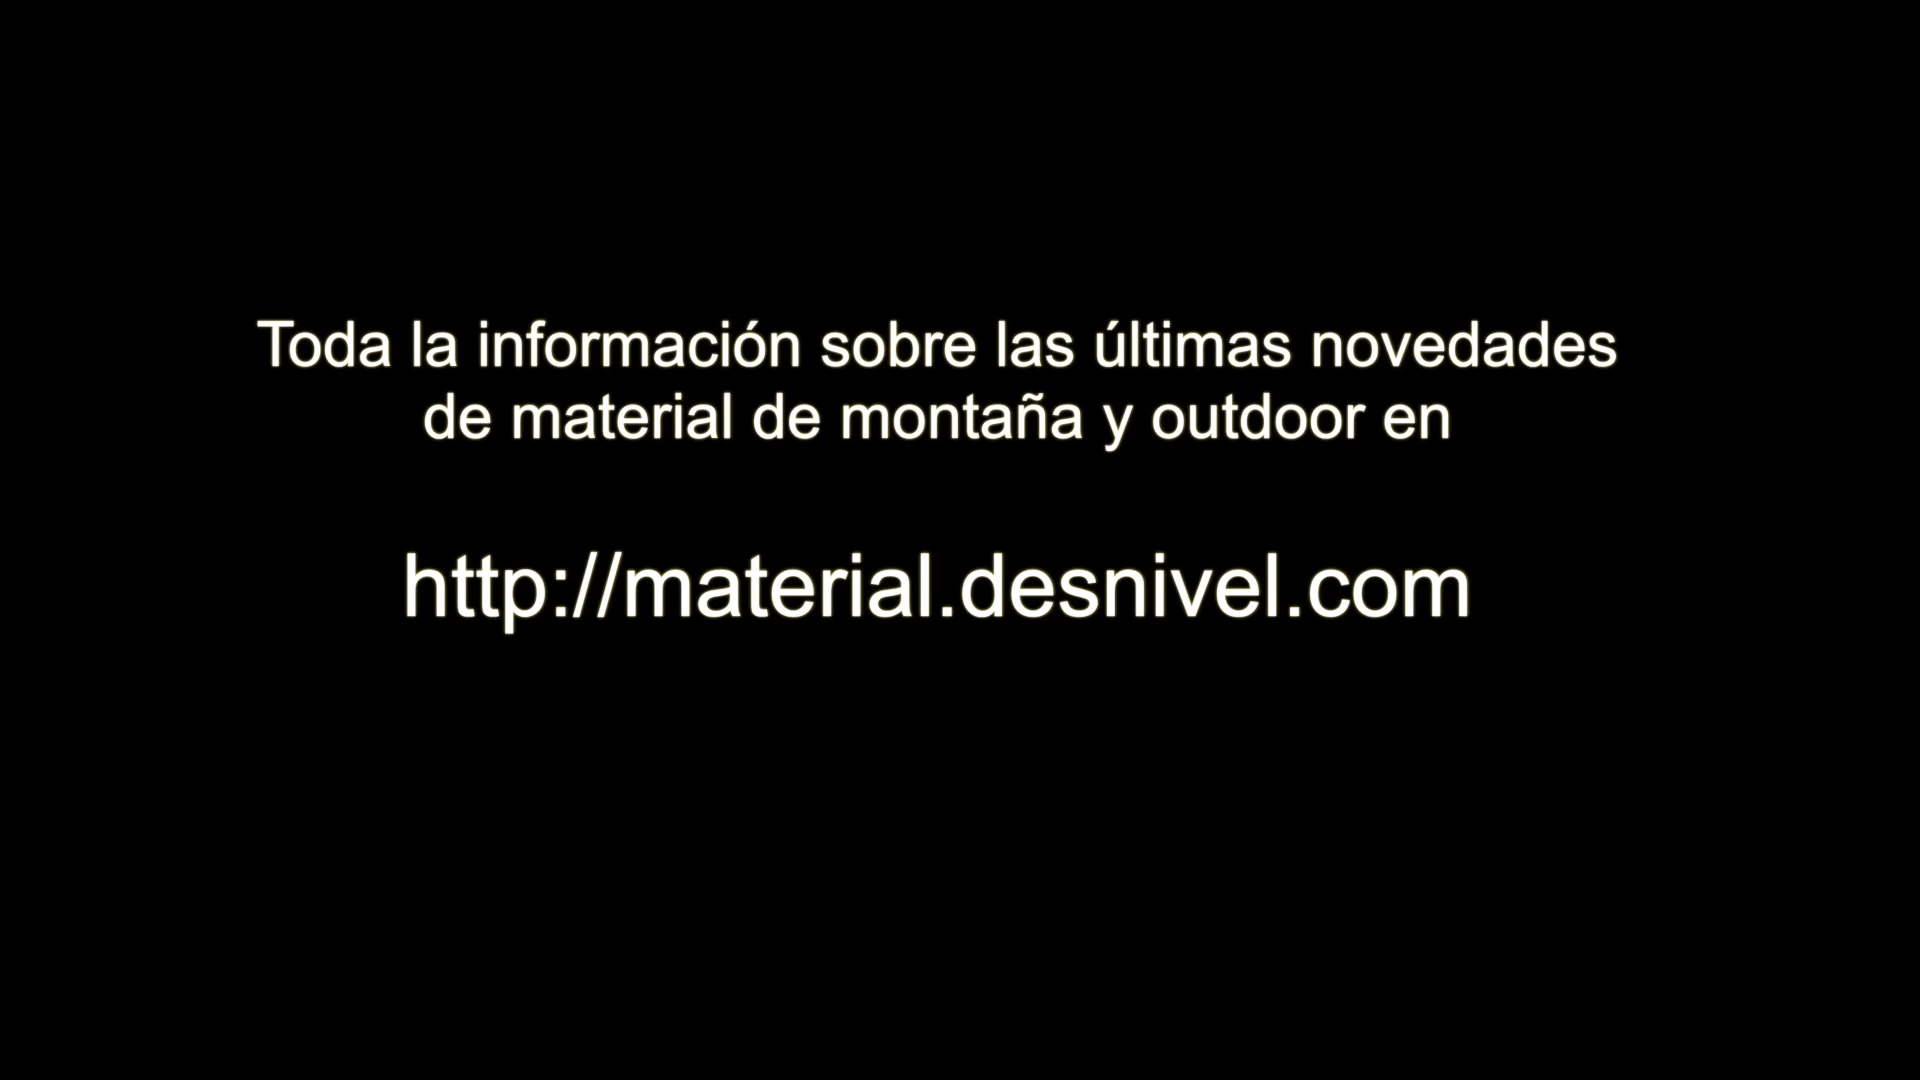 Toda la información sobre las últimas novedades
de material de montaña y outdoor en
http://material.desnivel.com